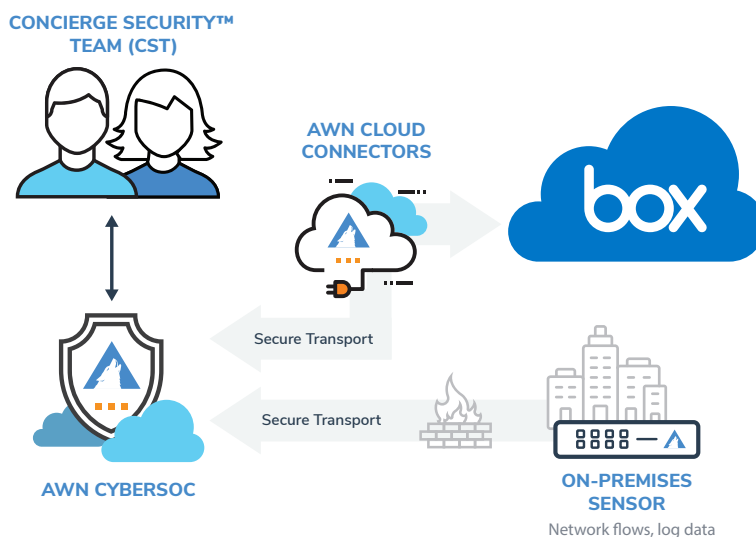 CONCIERGE SECURITY™
TEAM (CST)
AWN CLOUD
CONNECTORS
box
Secure Transport
Secure Transport
AWN CYBERSOC
ON-PREMISES
SENSOR
Network flows, log data